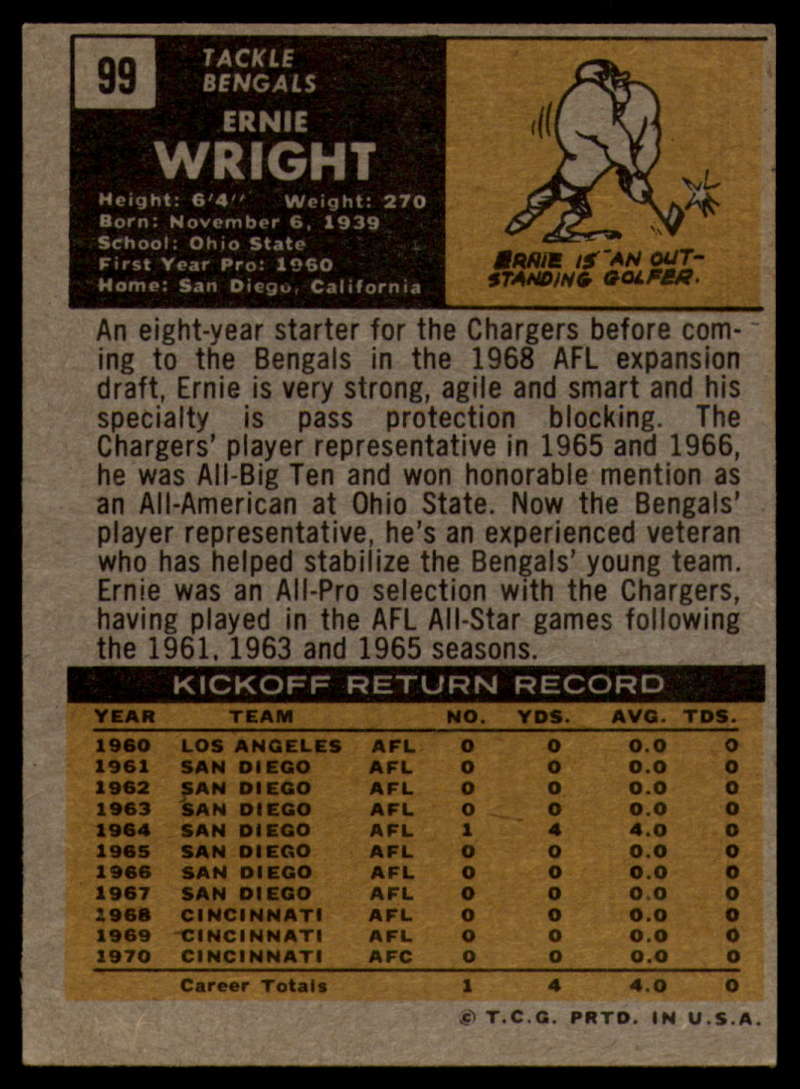 99
TACKLE
BENGALS
ERNIE
WRIGHT
Height: 6'4" Weight: 270
Born: November 6, 1939
School: Ohio State
First Year Pro: 1960
Home: San Diego, California
ERNIE IS AN OUT-
STANDING GOLFER.
An eight-year starter for the Chargers before com-
ing to the Bengals in the 1968 AFL expansion
draft, Ernie is very strong, agile and smart and his
specialty is pass protection blocking. The
Chargers' player representative in 1965 and 1966,
he was All-Big Ten and won honorable mention as
an All-American at Ohio State. Now the Bengals'
player representative, he's an experienced veteran
who has helped stabilize the Bengals' young team.
Ernie was an All-Pro selection with the Chargers,
having played in the AFL All-Star games following
the 1961, 1963 and 1965 seasons.
KICKOFF RETURN RECORD
YEAR TEAM NO. YDS. AVG. TDS.
1960 LOS ANGELES AFL 0 0 0.0 0
1961 SAN DIEGO AFL 0 0 0.0 0
1962 SAN DIEGO AFL 0 0 0.0 0
1963 SAN DIEGO AFL 0 0 0.0 0
1964 SAN DIEGO AFL 1 4 4.0 0
1965 SAN DIEGO AFL 0 0 0.0 0
1966 SAN DIEGO AFL 0 0 0.0 0
1967 SAN DIEGO AFL 0 0 0.0 0
1968 CINCINNATI AFL 0 0 0.0 0
1969 CINCINNATI AFL 0 0 0.0 0
1970 CINCINNATI AFC 0 0 0.0 0
Career Totals 1 4 4.0 0
© T.C.G. PRTD. IN U.S.A.